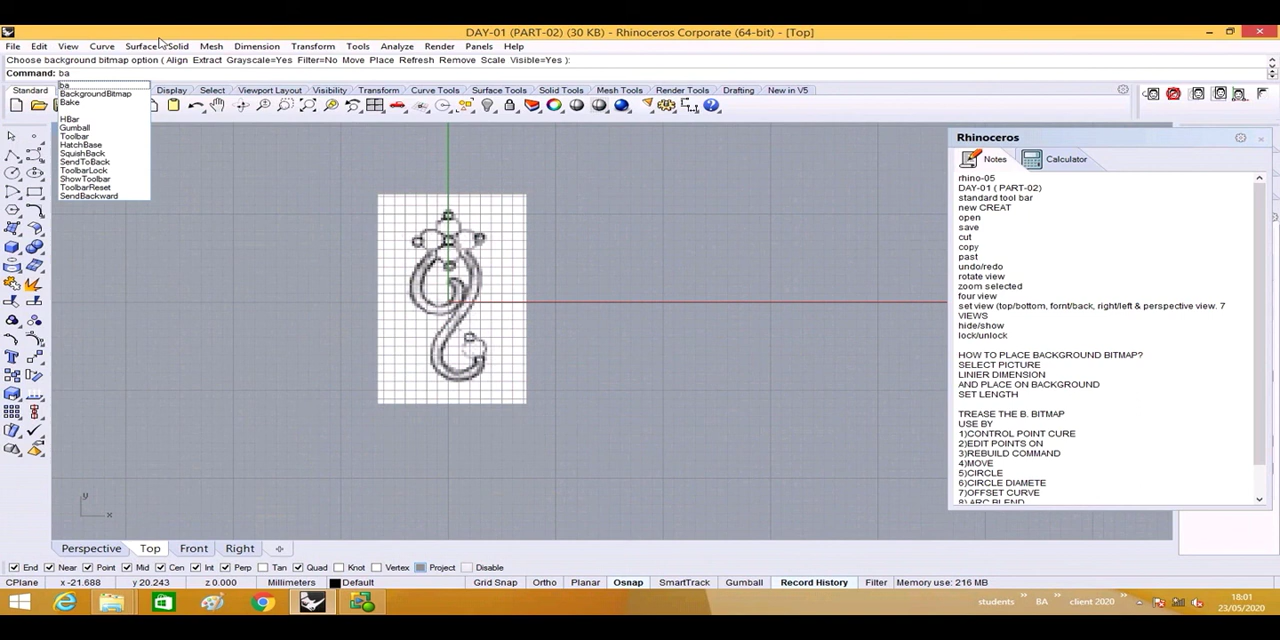 DAY-01 (PART-02) (30 KB) - Rhinoceros Corporate (64-bit) - [Top]
File Edit View Curve Surface Solid Mesh Dimension Transform Tools Analyze Render Panels Help
Choose background bitmap option ( Align Extract Grayscale=Yes Filter=No Move Place Refresh Remove Scale Visible=Yes ):
Command: ba
Standard Display Select Viewport Layout Visibility Transform Curve Tools Surface Tools Solid Tools Mesh Tools Render Tools Drafting New in V5
ba
BackgroundBitmap
Bake
HBar
Gumball
Toolbar
HatchBase
SquishBack
SendToBack
ToolbarLock
ShowToolbar
ToolbarReset
SendBackward
Rhinoceros
Notes Calculator
rhino-05
DAY-01 ( PART-02)
standard tool bar
new CREAT
open
save
cut
copy
past
undo/redo
rotate view
zoom selected
four view
set view (top/bottom, fornt/back, right/left & perspective view. 7
VIEWS
hide/show
lock/unlock
HOW TO PLACE BACKGROUND BITMAP?
SELECT PICTURE
LINIER DIMENSION
AND PLACE ON BACKGROUND
SET LENGTH
TREASE THE B. BITMAP
USE BY
1)CONTROL POINT CURE
2)EDIT POINTS ON
3)REBUILD COMMAND
4)MOVE
5)CIRCLE
6)CIRCLE DIAMETE
7)OFFSET CURVE
8) ARC BLEND
y
x
Perspective Top Front Right
End Near Point Mid Cen Int Perp Tan Quad Knot Vertex Project Disable
CPlane x -21.688 y 20.243 z 0.000 Millimeters Default Grid Snap Ortho Planar Osnap SmartTrack Gumball Record History Filter Memory use: 216 MB
students » BA » client 2020 » 18:01
23/05/2020